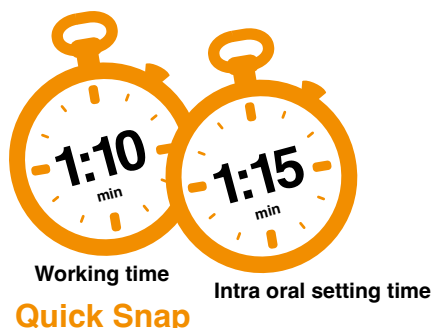 1:10
min
1:15
min
Working time
Intra oral setting time
Quick Snap